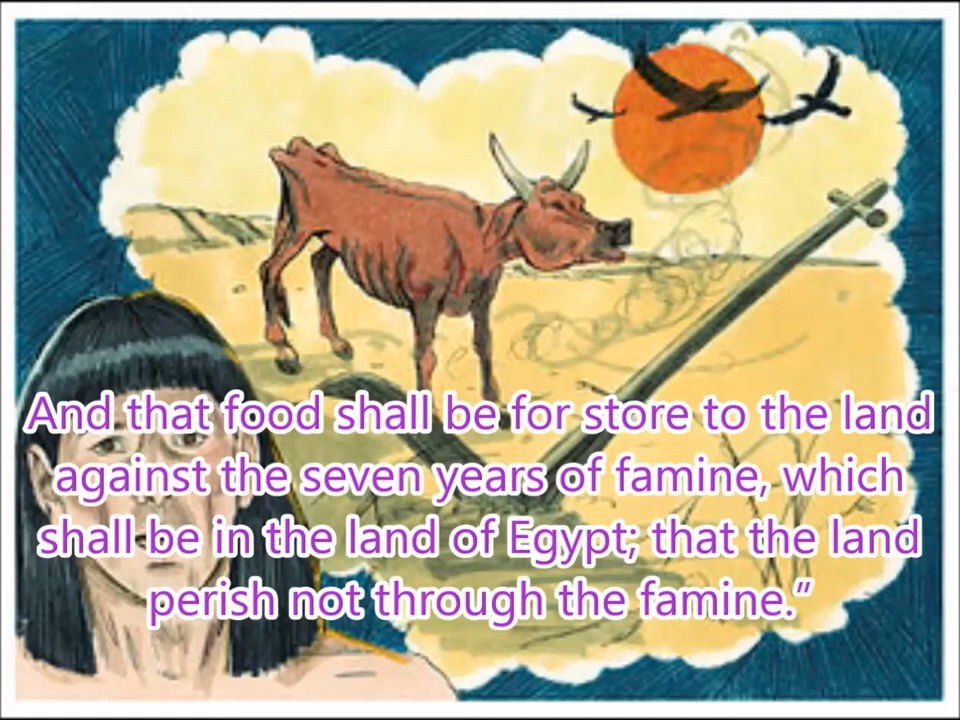 And that food shall be for store to the land
against the seven years of famine, which
shall be in the land of Egypt; that the land
perish not through the famine.”